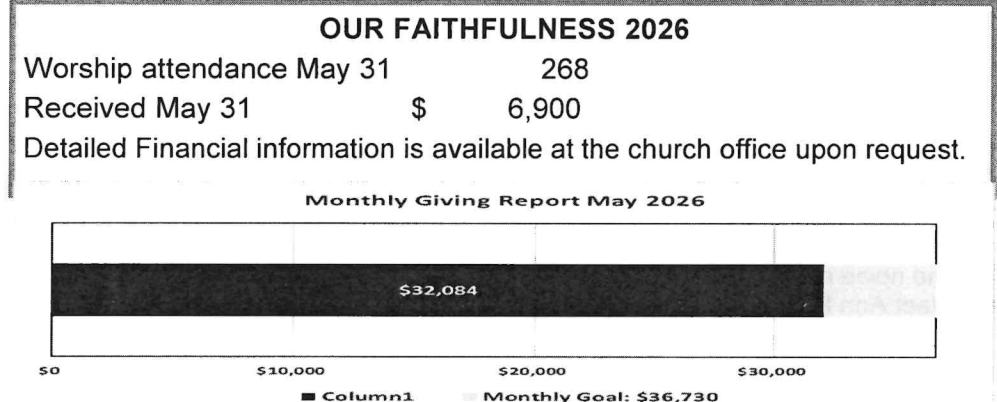 OUR FAITHFULNESS 2026
Worship attendance May 31 268
Received May 31 $ 6,900
Detailed Financial information is available at the church office upon request.
Monthly Giving Report May 2026
$32,084
$0 $10,000 $20,000 $30,000
Column1 Monthly Goal: $36,730